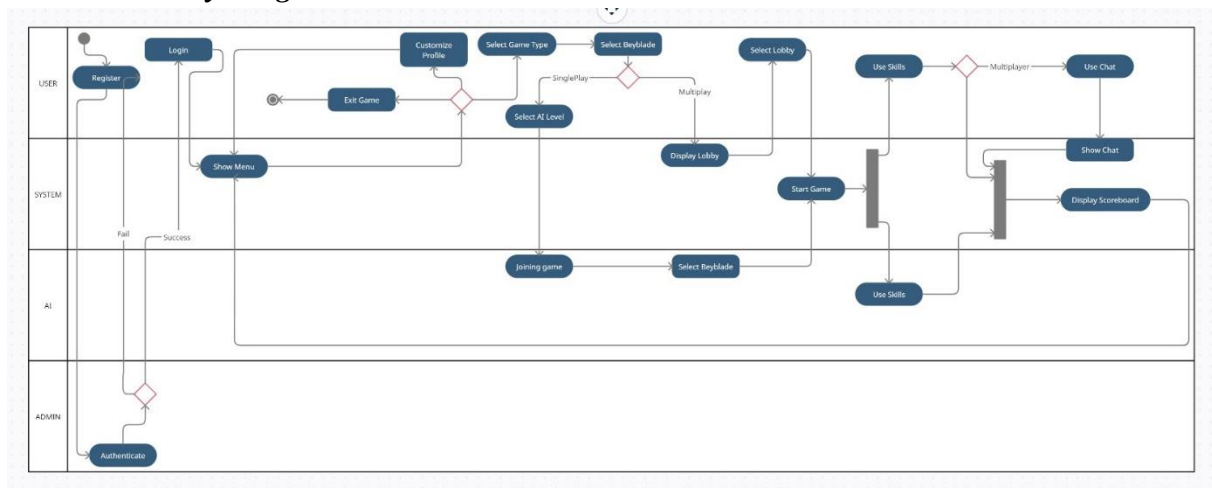 USER
Register
Login
Customize
Profile
Exit Game
Select Game Type
Select Beyblade
SinglePlay
Multiplay
Select AI Level
Select Lobby
Use Skills
Multiplayer
Use Chat
SYSTEM
Show Menu
Display Lobby
Start Game
Show Chat
Display Scoreboard
Fail
Success
AI
Joining game
Select Beyblade
Use Skills
ADMIN
Authenticate